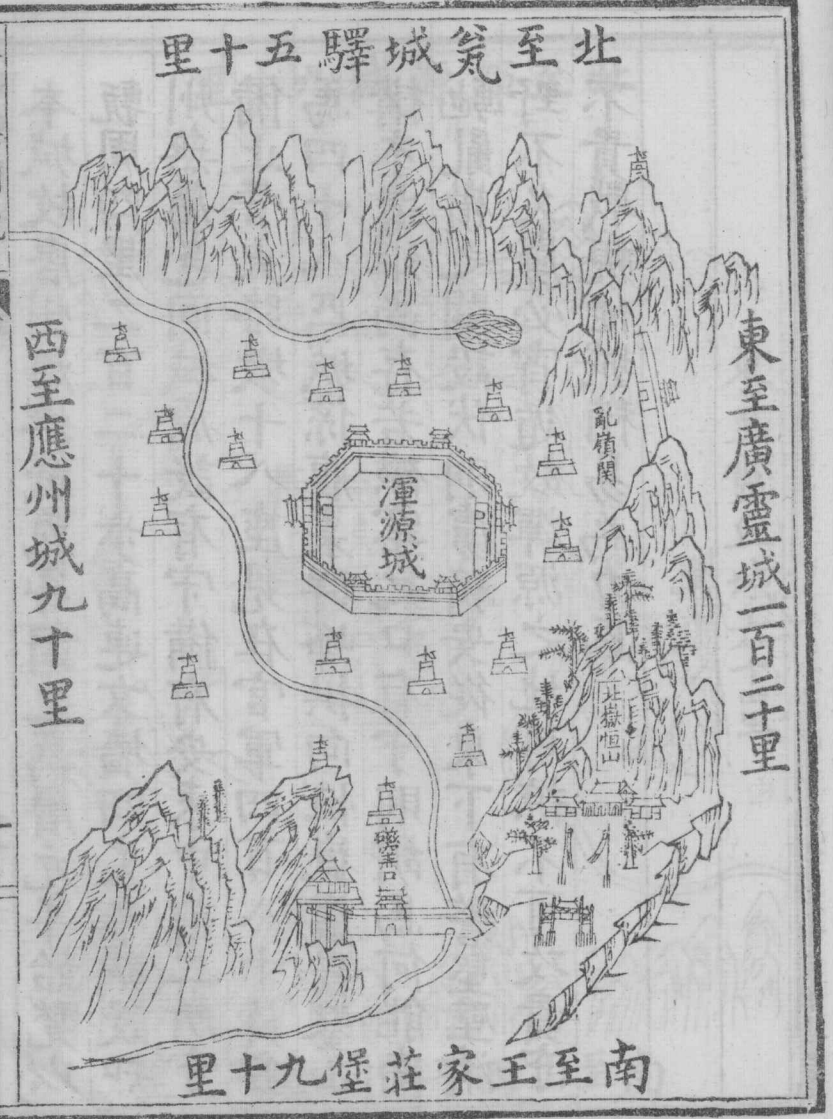 北至瓮城驛五十里
東至廣靈城一百二十里
西至應州城九十里
亂嶺関
渾源城
北嶽恒山
南至王家莊堡九十里